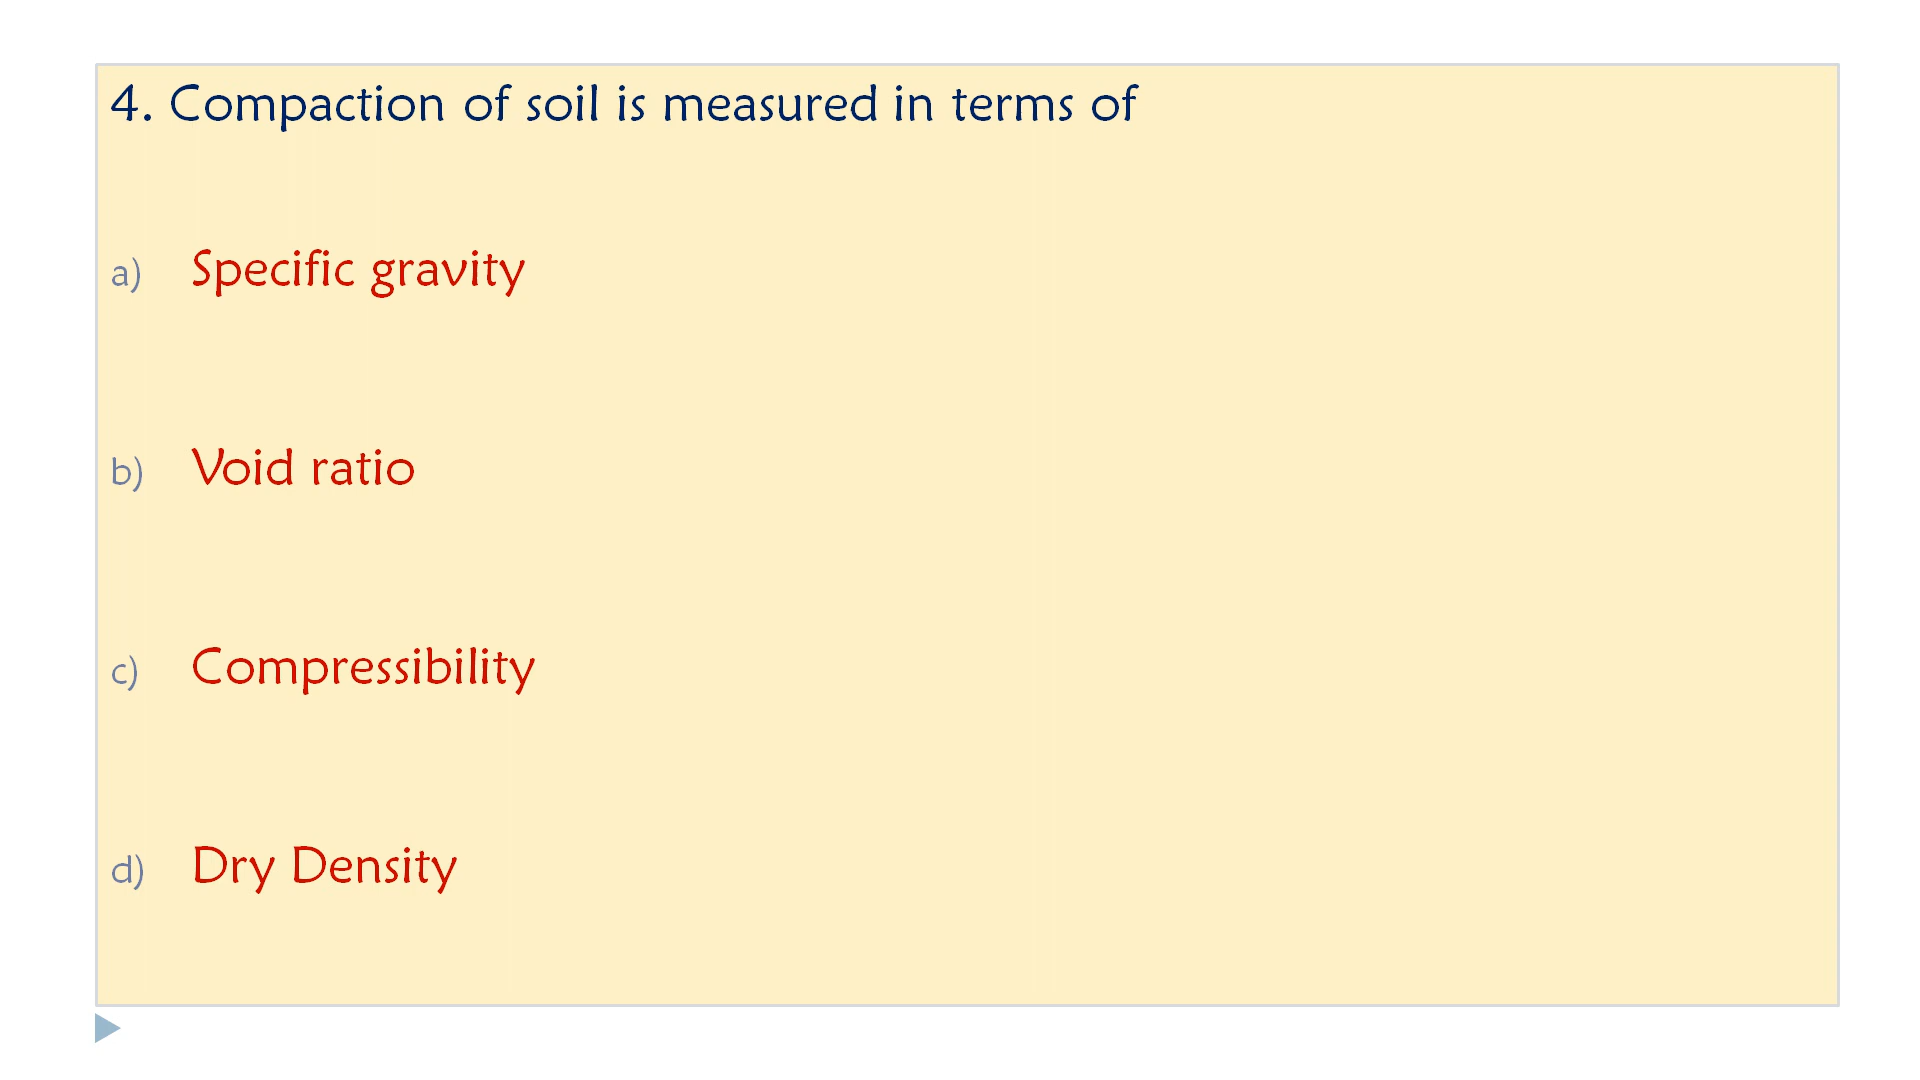 4. Compaction of soil is measured in terms of
a) Specific gravity
b) Void ratio
c) Compressibility
d) Dry Density